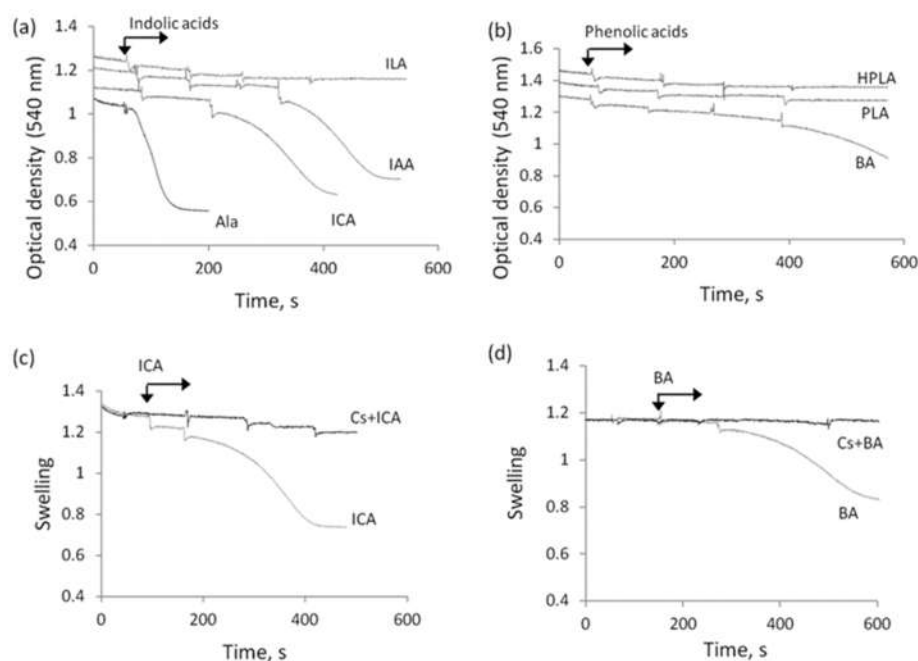 (a)
Indolic acids
1.4
1.2
1
0.8
0.6
0.4
Optical density (540 nm)
ILA
IAA
ICA
Ala
0 200 400 600
Time, s
(b)
Phenolic acids
1.6
1.4
1.2
1
0.8
0.6
0.4
Optical density (540 nm)
HPLA
PLA
BA
0 200 400 600
Time, s
(c)
ICA
1.4
1.2
1
0.8
0.6
0.4
Swelling
Cs+ICA
ICA
0 200 400 600
Time, s
(d)
BA
1.4
1.2
1
0.8
0.6
0.4
Swelling
Cs+BA
BA
0 200 400 600
Time, s